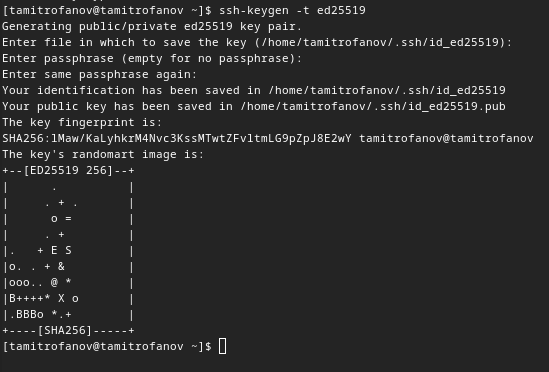 [tamitrofanov@tamitrofanov ~]$ ssh-keygen -t ed25519
Generating public/private ed25519 key pair.
Enter file in which to save the key (/home/tamitrofanov/.ssh/id_ed25519):
Enter passphrase (empty for no passphrase):
Enter same passphrase again:
Your identification has been saved in /home/tamitrofanov/.ssh/id_ed25519
Your public key has been saved in /home/tamitrofanov/.ssh/id_ed25519.pub
The key fingerprint is:
SHA256:lMaw/KaLyhkrM4Nvc3KssMTwtZFvltmLG9pZpJ8E2wY tamitrofanov@tamitrofanov
The key's randomart image is:
+--[ED25519 256]--+
|      .          |
|     . + .       |
|      o =        |
|     . +         |
|.   + E S        |
|o. . + &         |
|ooo.. @ *        |
|B++++* X o       |
|.BBBo *.+        |
+----[SHA256]-----+
[tamitrofanov@tamitrofanov ~]$